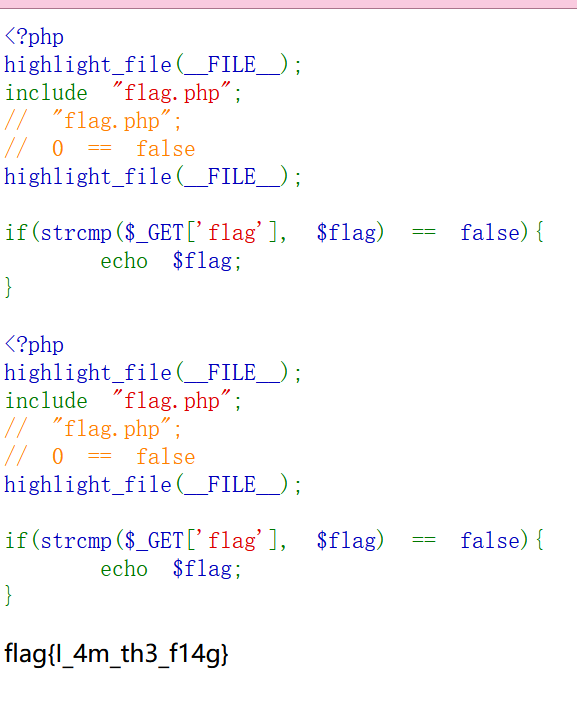 <?php
highlight_file(__FILE__);
include "flag.php";
// "flag.php";
// 0 == false
highlight_file(__FILE__);
if(strcmp($_GET['flag'], $flag) == false){
echo $flag;
}
<?php
highlight_file(__FILE__);
include "flag.php";
// "flag.php";
// 0 == false
highlight_file(__FILE__);
if(strcmp($_GET['flag'], $flag) == false){
echo $flag;
}
flag{I_4m_th3_f14g}